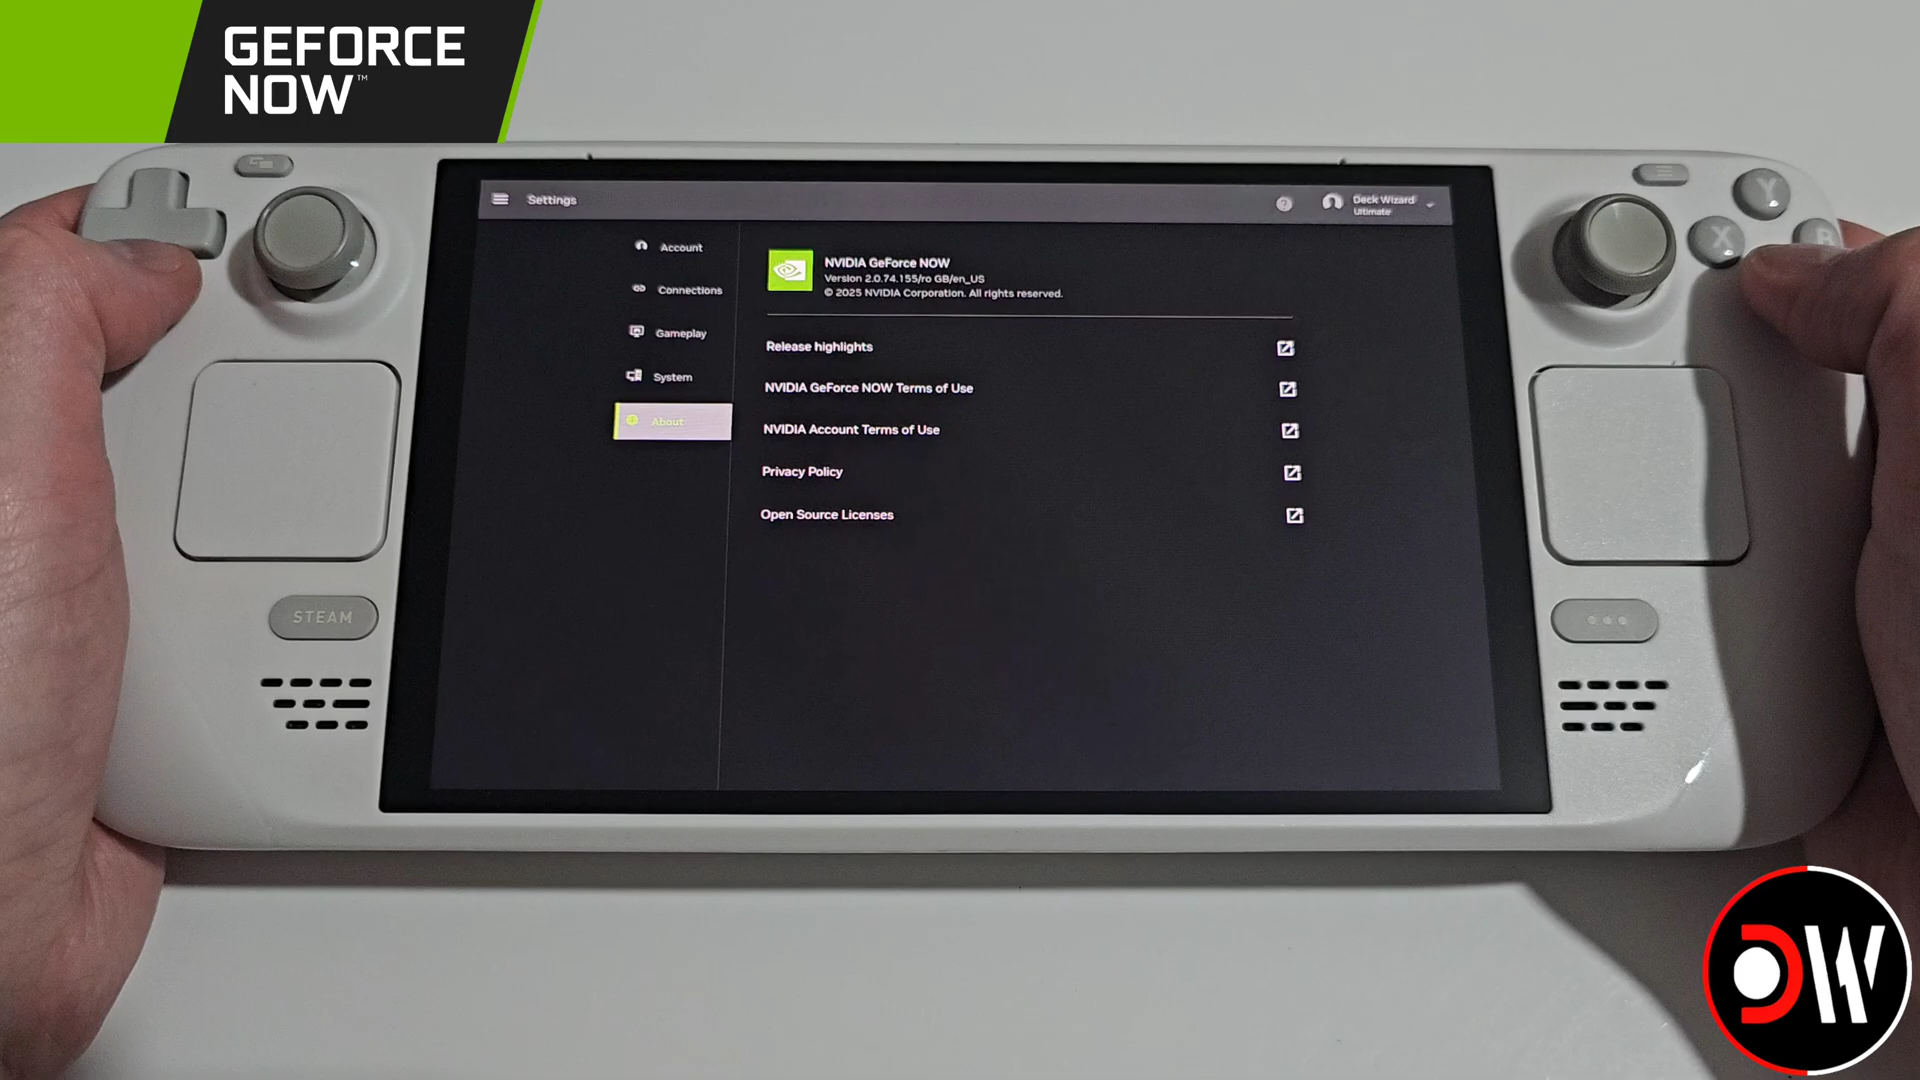 GEFORCE
NOW™
Settings
Deck Wizard
Ultimate
Account
Connections
Gameplay
System
About
NVIDIA GeForce NOW
Version 2.0.74.155/ro GB/en_US
© 2025 NVIDIA Corporation. All rights reserved.
Release highlights
NVIDIA GeForce NOW Terms of Use
NVIDIA Account Terms of Use
Privacy Policy
Open Source Licenses
Y
X
B
STEAM
DW